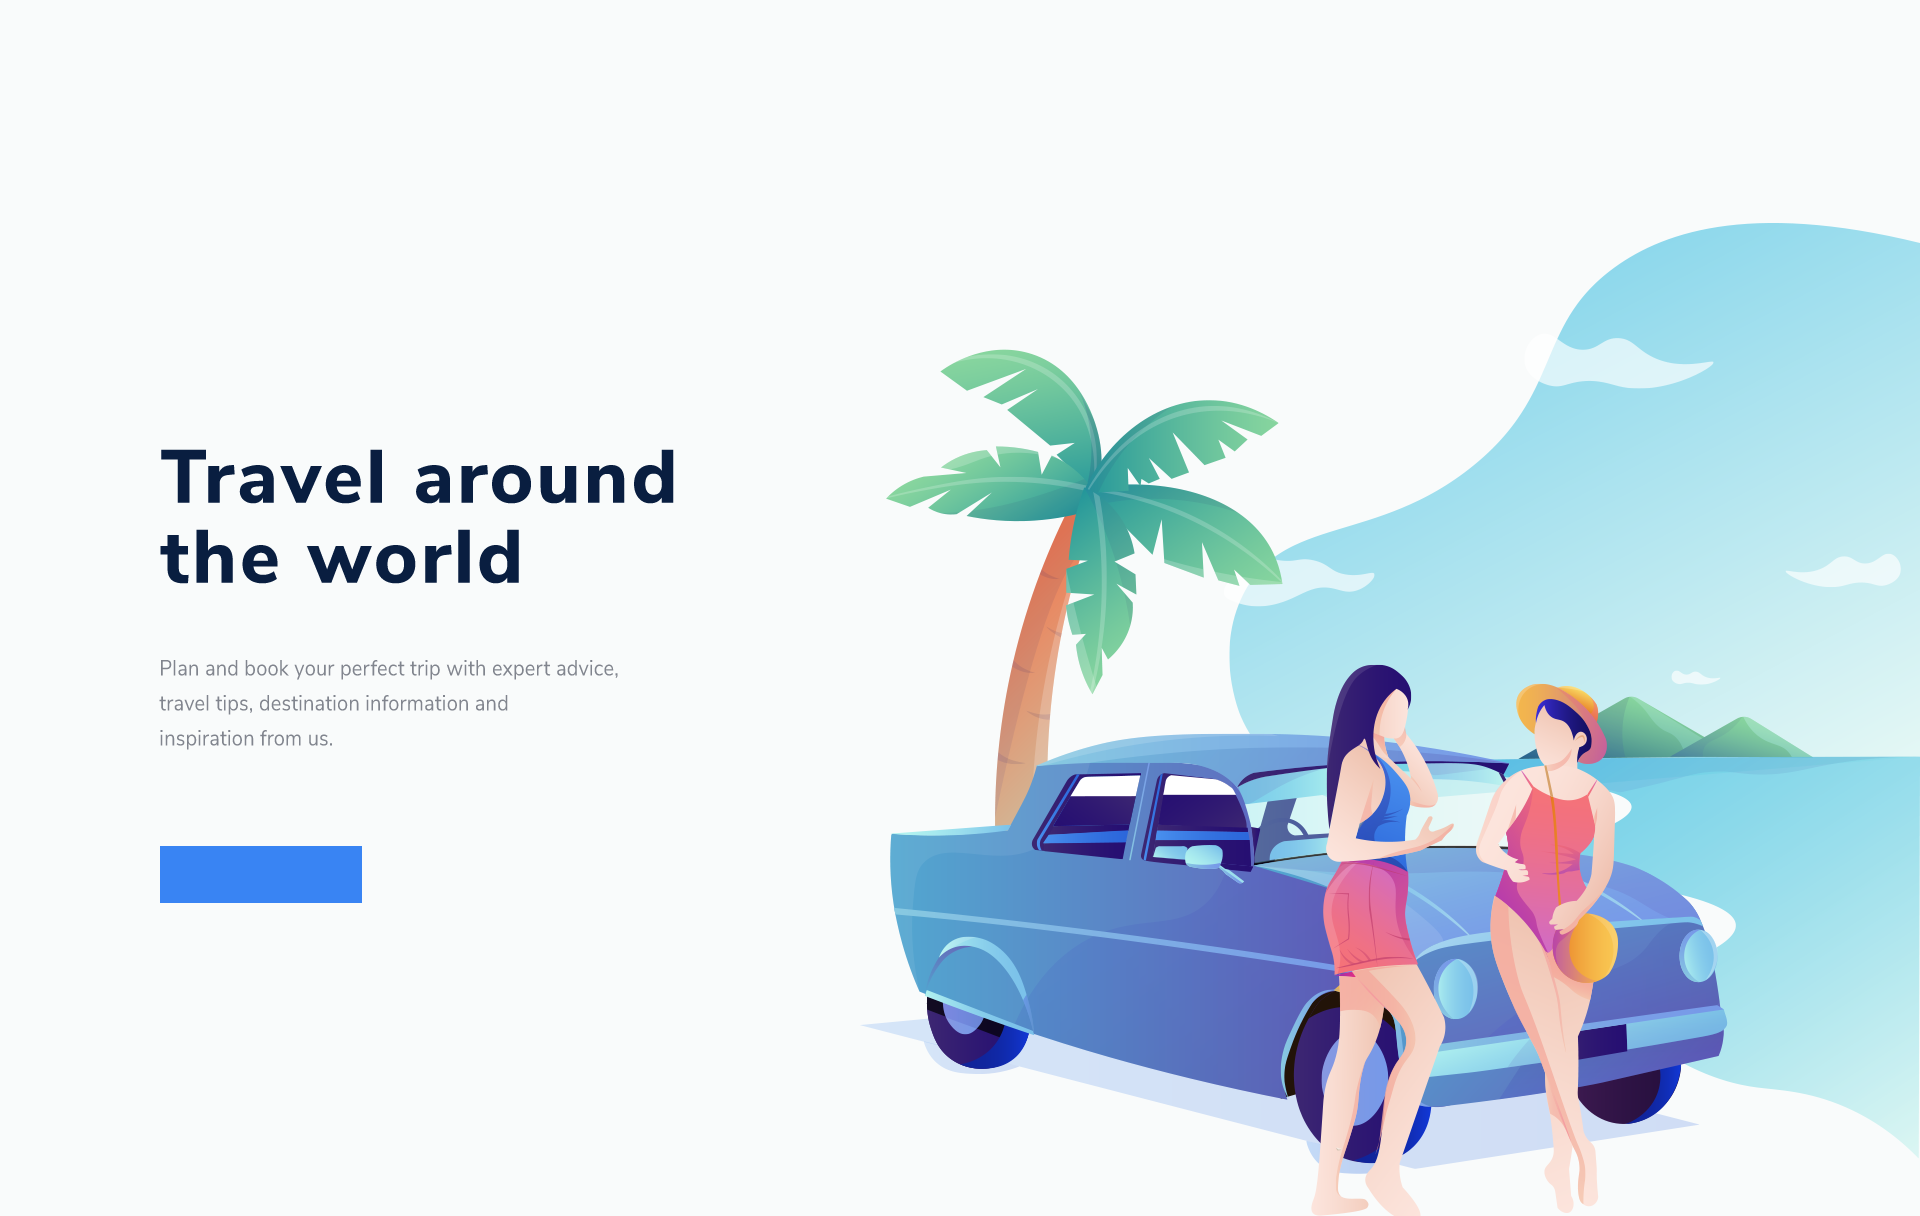 Travel around
the world
Plan and book your perfect trip with expert advice,
travel tips, destination information and
inspiration from us.